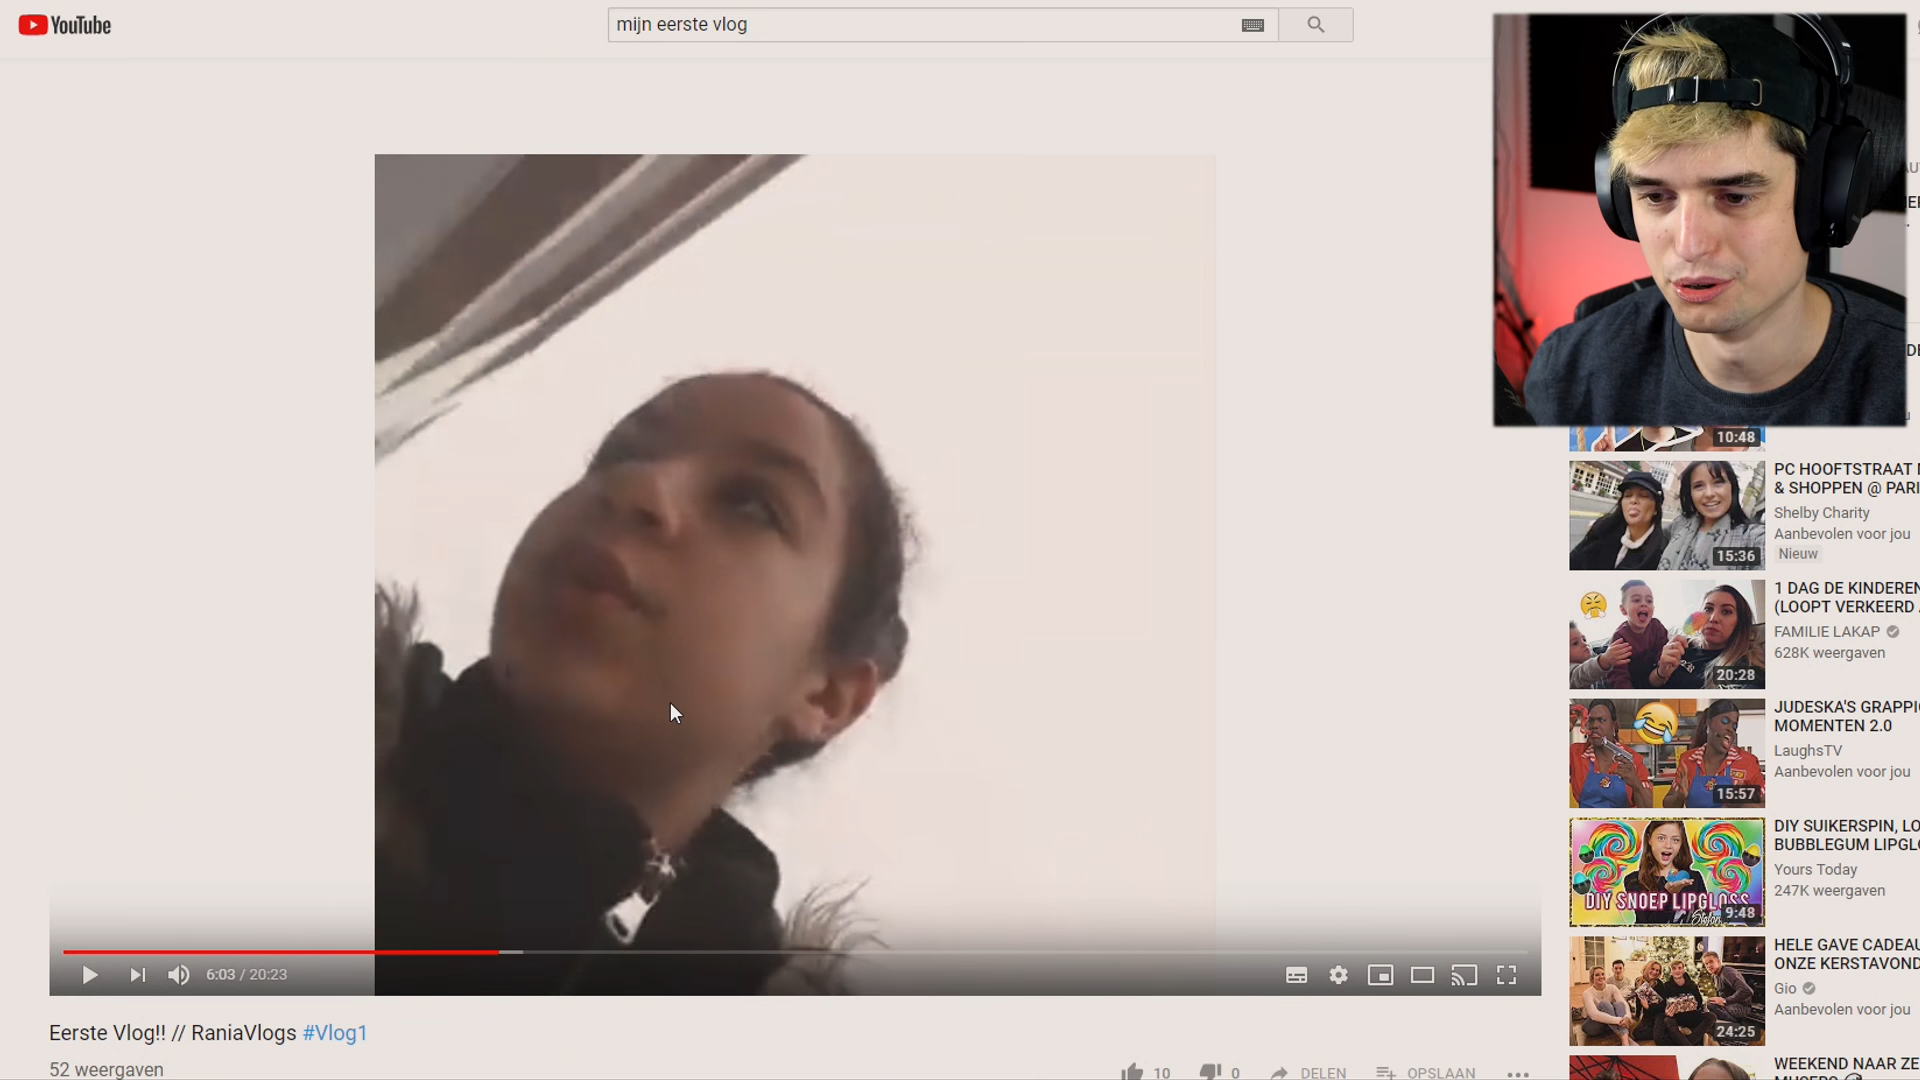 YouTube
mijn eerste vlog
10:48
PC HOOFTSTRAAT
& SHOPPEN @ PARI
Shelby Charity
Aanbevolen voor jou
Nieuw
15:36
1 DAG DE KINDEREN
(LOOPT VERKEERD
FAMILIE LAKAP
628K weergaven
20:28
JUDESKA'S GRAPPIG
MOMENTEN 2.0
LaughsTV
Aanbevolen voor jou
15:57
DIY SUIKERSPIN, LO
BUBBLEGUM LIPGLO
Yours Today
247K weergaven
DIY SNOEP LIPGLOSS
9:48
HELE GAVE CADEAU
ONZE KERSTAVOND
Gio
Aanbevolen voor jou
24:25
WEEKEND NAAR ZE
6:03 / 20:23
Eerste Vlog!! // RaniaVlogs #Vlog1
52 weergaven
10
0
DELEN
OPSLAAN